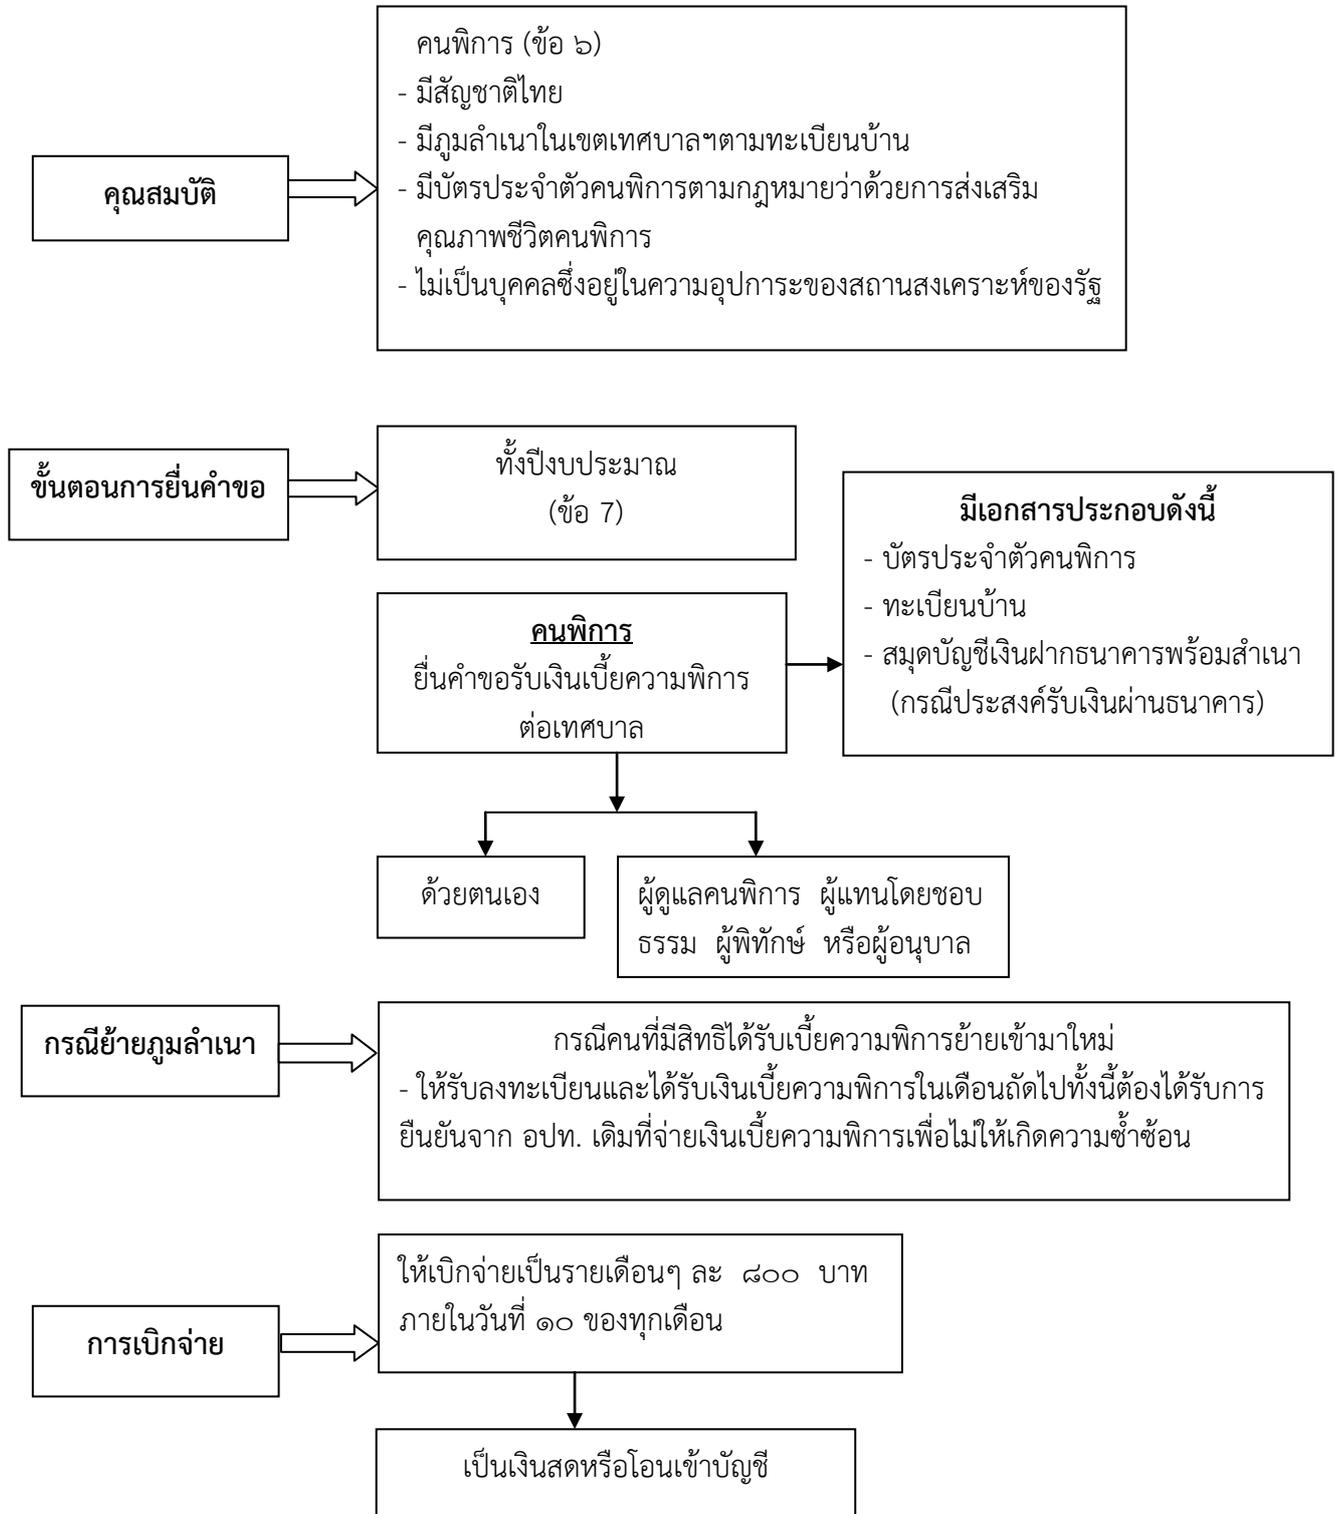 คุณสมบัติ
คนพิการ (ข้อ ๖)
- มีสัญชาติไทย
- มีภูมลำเนาในเขตเทศบาลฯตามทะเบียนบ้าน
- มีบัตรประจำตัวคนพิการตามกฎหมายว่าด้วยการส่งเสริม
คุณภาพชีวิตคนพิการ
- ไม่เป็นบุคคลซึ่งอยู่ในความอุปการะของสถานสงเคราะห์ของรัฐ
ขั้นตอนการยื่นคำขอ
ทั้งปีงบประมาณ
(ข้อ 7)
คนพิการ
ยื่นคำขอรับเงินเบี้ยความพิการ
ต่อเทศบาล
มีเอกสารประกอบดังนี้
- บัตรประจำตัวคนพิการ
- ทะเบียนบ้าน
- สมุดบัญชีเงินฝากธนาคารพร้อมสำเนา
(กรณีประสงค์รับเงินผ่านธนาคาร)
ด้วยตนเอง
ผู้ดูแลคนพิการ ผู้แทนโดยชอบ
ธรรม ผู้พิทักษ์ หรือผู้อนุบาล
กรณีย้ายภูมลำเนา
กรณีคนที่มีสิทธิได้รับเบี้ยความพิการย้ายเข้ามาใหม่
- ให้รับลงทะเบียนและได้รับเงินเบี้ยความพิการในเดือนถัดไปทั้งนี้ต้องได้รับการ
ยืนยันจาก อปท. เดิมที่จ่ายเงินเบี้ยความพิการเพื่อไม่ให้เกิดความซ้ำซ้อน
การเบิกจ่าย
ให้เบิกจ่ายเป็นรายเดือนๆ ละ ๘๐๐ บาท
ภายในวันที่ ๑๐ ของทุกเดือน
เป็นเงินสดหรือโอนเข้าบัญชี